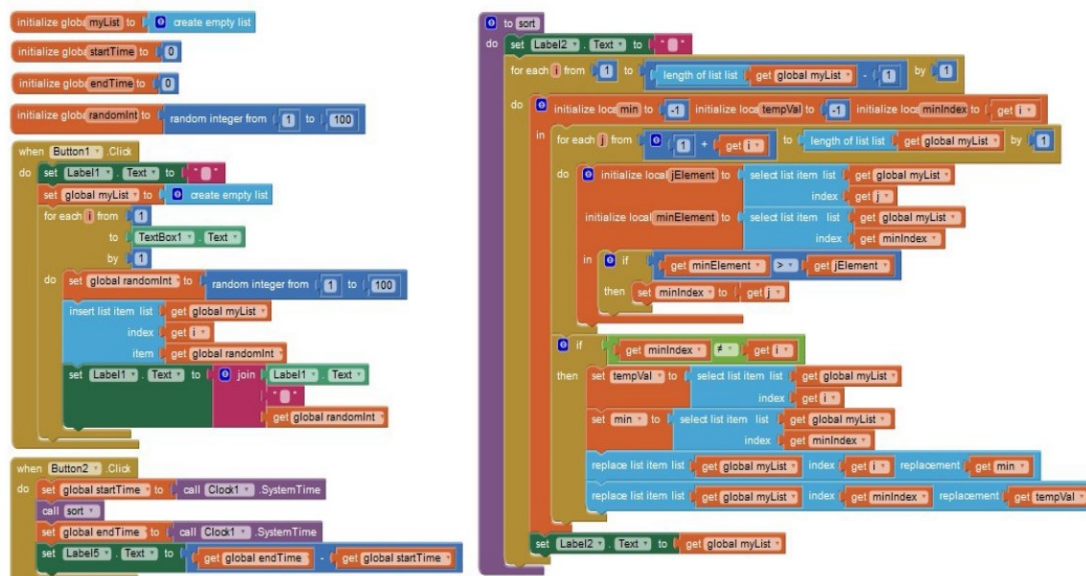 initialize globa myList to create empty list
initialize globa startTime to 0
initialize globa endTime to 0
initialize globa randomInt to random integer from 1 to 100
when Button1 .Click
do set Label1 . Text to " "
set global myList to create empty list
for each i from 1
to TextBox1 . Text
by 1
do set global randomInt to random integer from 1 to 100
insert list item list get global myList
index get i
item get global randomInt
set Label1 . Text to join Label1 . Text
" "
get global randomInt
when Button2 .Click
do set global startTime to call Clock1 .SystemTime
call sort
set global endTime to call Clock1 .SystemTime
set Label5 . Text to get global endTime - get global startTime
to sort
do set Label2 . Text to " "
for each i from 1 to length of list list get global myList - 1 by 1
do initialize loca min to -1 initialize loca tempVal to -1 initialize loca minIndex to get i
in for each j from 1 + get i to length of list list get global myList by 1
do initialize local jElement to select list item list get global myList
index get j
initialize local minElement to select list item list get global myList
index get minIndex
in if get minElement > get jElement
then set minIndex to get j
if get minIndex ≠ get i
then set tempVal to select list item list get global myList
index get i
set min to select list item list get global myList
index get minIndex
replace list item list get global myList index get i replacement get min
replace list item list get global myList index get minIndex replacement get tempVal
set Label2 . Text to get global myList